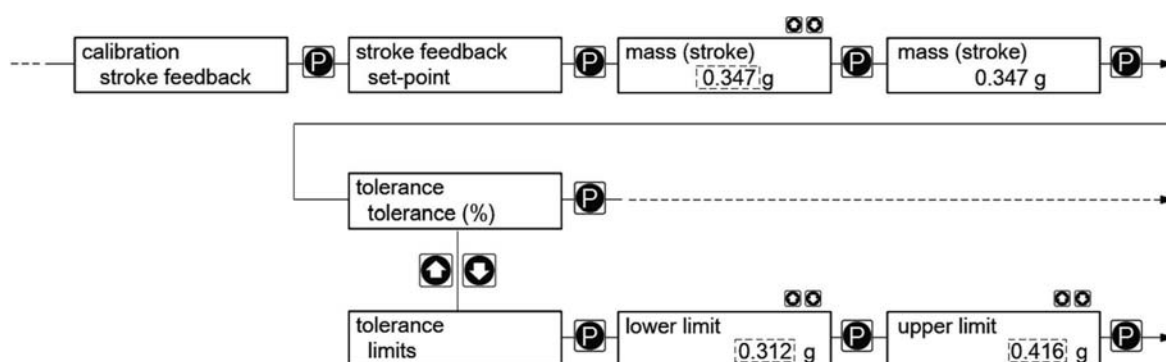 calibration
stroke feedback
P
stroke feedback
set-point
P
mass (stroke)
0.347 g
P
mass (stroke)
0.347 g
P
tolerance
tolerance (%)
P
tolerance
limits
P
lower limit
0.312 g
P
upper limit
0.416 g
P